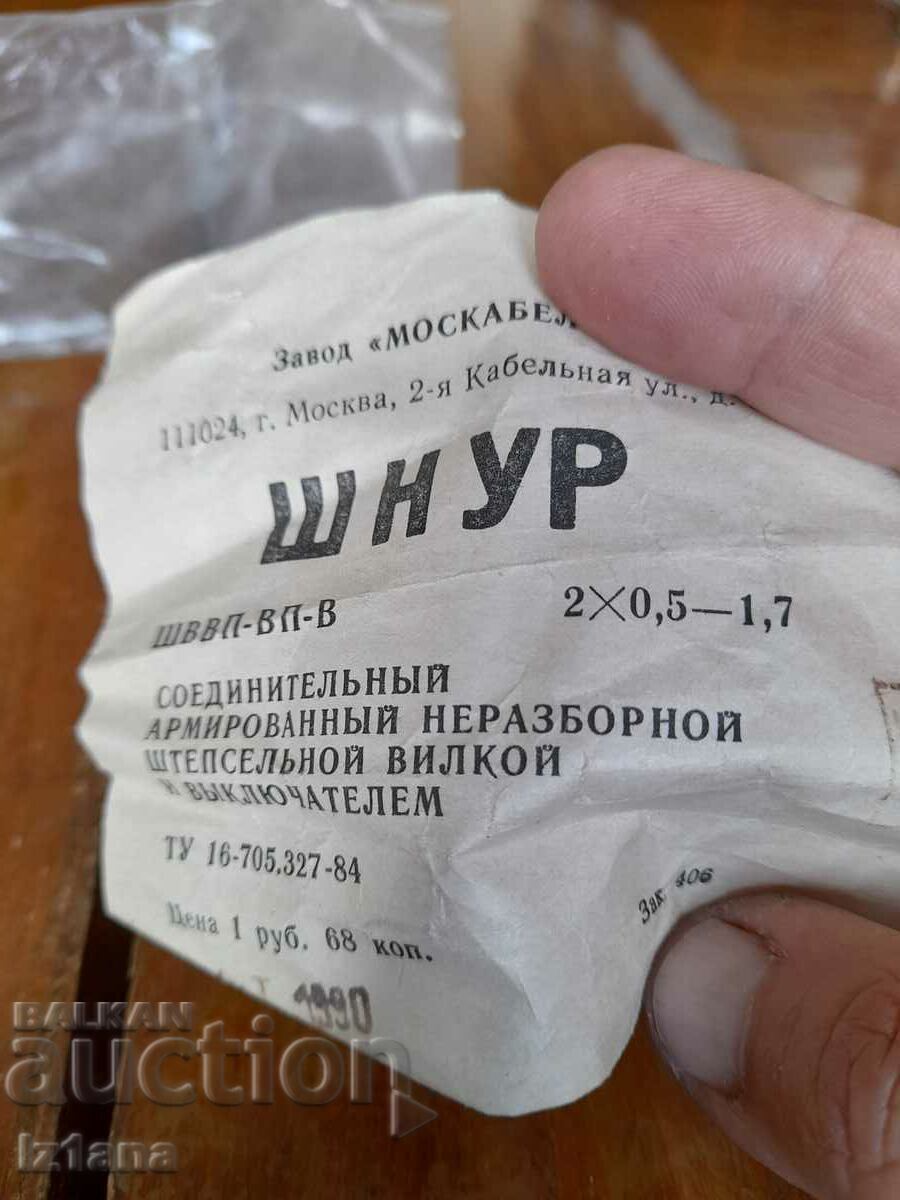 Завод «МОСКАБЕЛ
111024, г. Москва, 2-я Кабельная ул., д.
ШНУР
ШВВП-ВП-В 2×0,5—1,7
СОЕДИНИТЕЛЬНЫЙ
АРМИРОВАННЫЙ НЕРАЗБОРНОЙ
ШТЕПСЕЛЬНОЙ ВИЛКОЙ
И ВЫКЛЮЧАТЕЛЕМ
ТУ 16-705.327-84
Зак. 406
Цена 1 руб. 68 коп.
1990
BALKAN
auction
Iz1ana